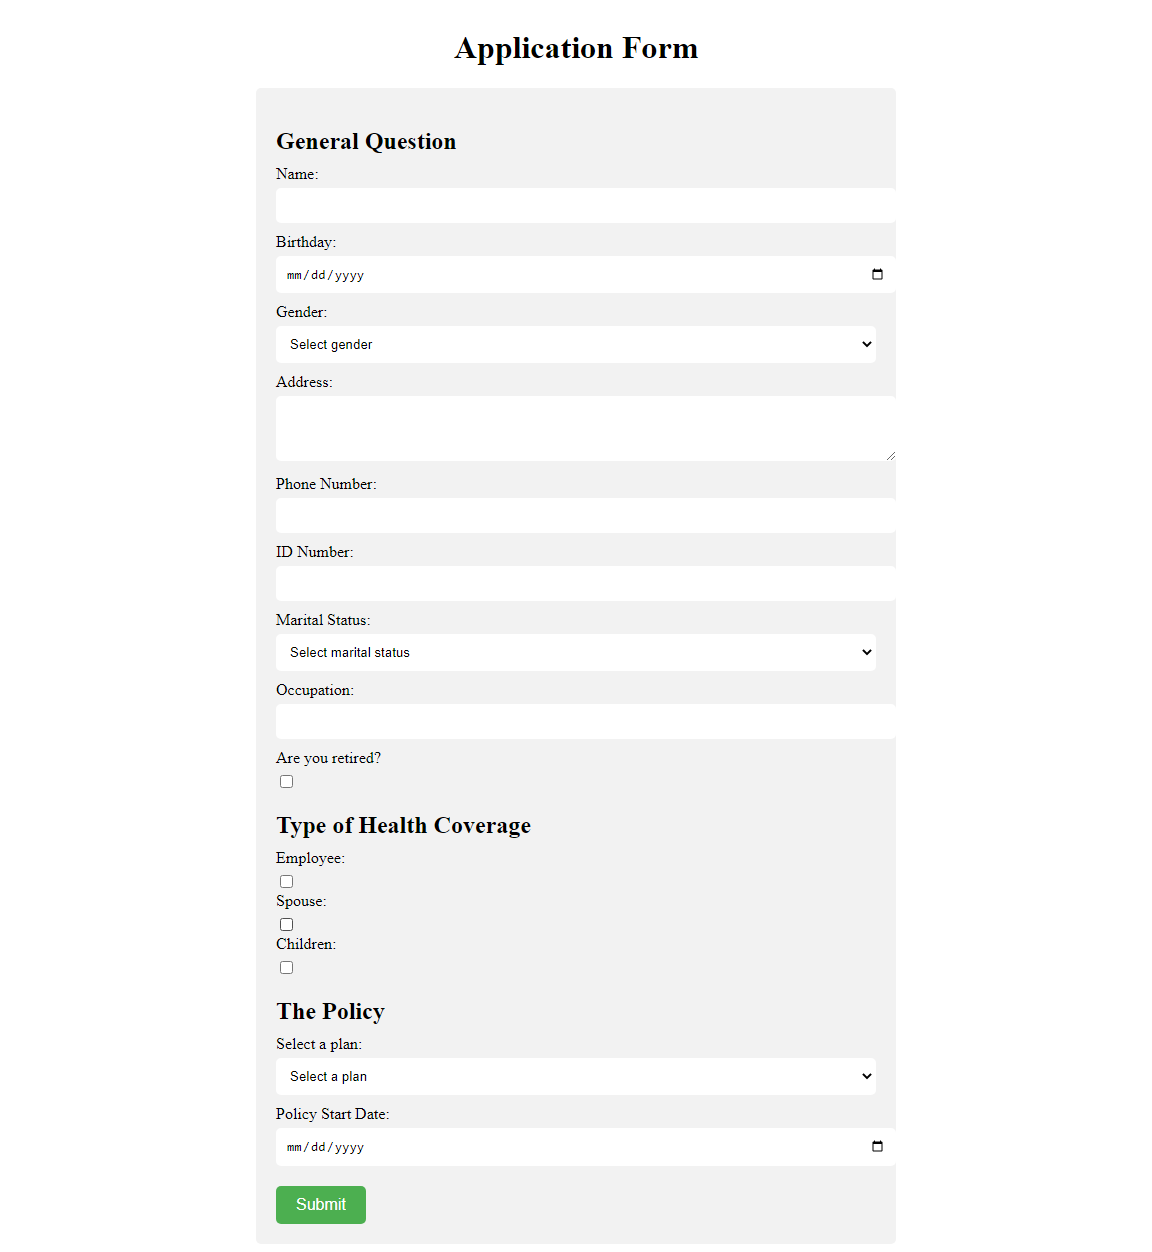 Application Form
General Question
Name:
Birthday:
mm/dd/yyyy
Gender:
Select gender
Address:
Phone Number:
ID Number:
Marital Status:
Select marital status
Occupation:
Are you retired?
Type of Health Coverage
Employee:
Spouse:
Children:
The Policy
Select a plan:
Select a plan
Policy Start Date:
mm/dd/yyyy
Submit